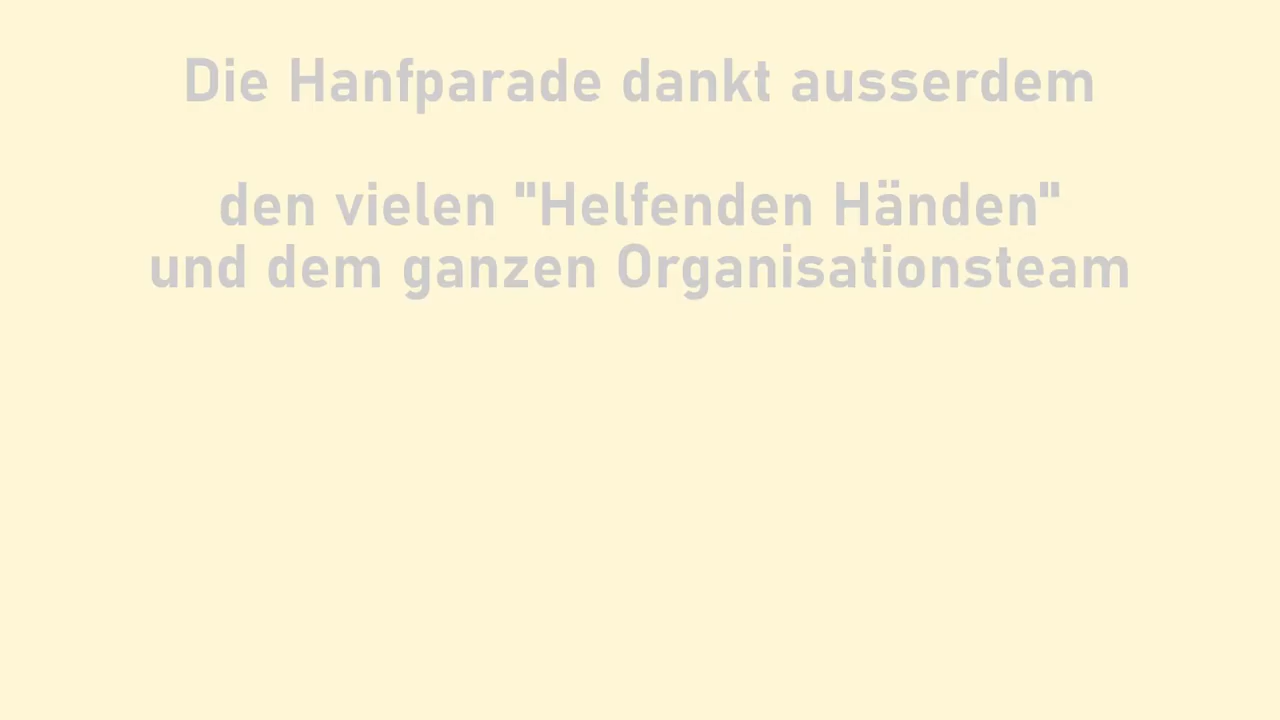 Die Hanfparade dankt ausserdem
den vielen "Helfenden Händen"
und dem ganzen Organisationsteam